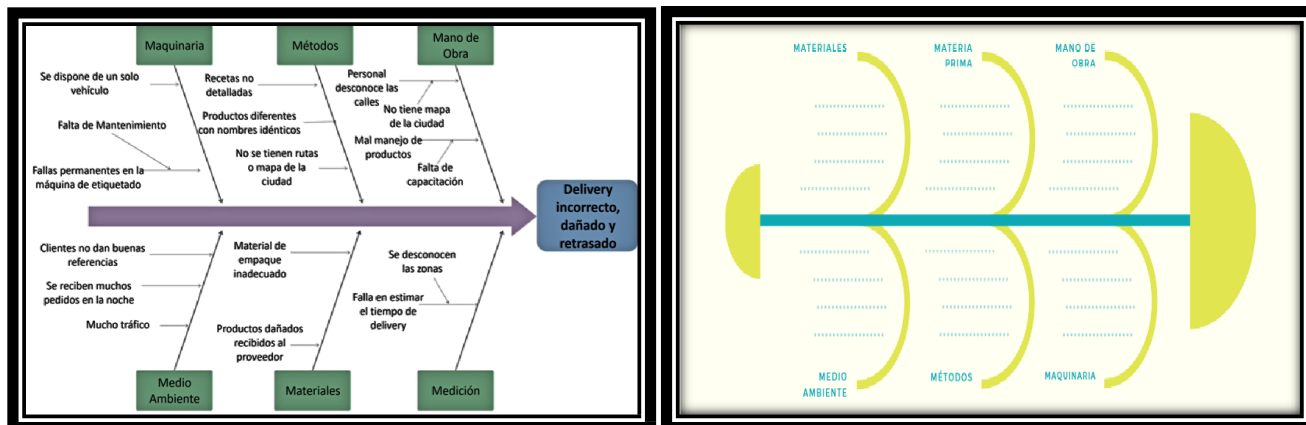 Maquinaria
Métodos
Mano de
Obra
Se dispone de un solo
vehículo
Falta de Mantenimiento
Fallas permanentes en la
máquina de etiquetado
Recetas no
detalladas
Productos diferentes
con nombres idénticos
No se tienen rutas
o mapa de la
ciudad
Personal
desconoce las
calles
No tiene mapa
de la ciudad
Mal manejo de
productos
Falta de
capacitación
Delivery
incorrecto,
dañado y
retrasado
Clientes no dan buenas
referencias
Se reciben muchos
pedidos en la noche
Mucho tráfico
Material de
empaque
inadecuado
Productos dañados
recibidos al
proveedor
Se desconocen
las zonas
Falla en estimar
el tiempo de
delivery
Medio
Ambiente
Materiales
Medición
MATERIALES
MATERIA
PRIMA
MANO DE
OBRA
MEDIO
AMBIENTE
MÉTODOS
MAQUINARIA